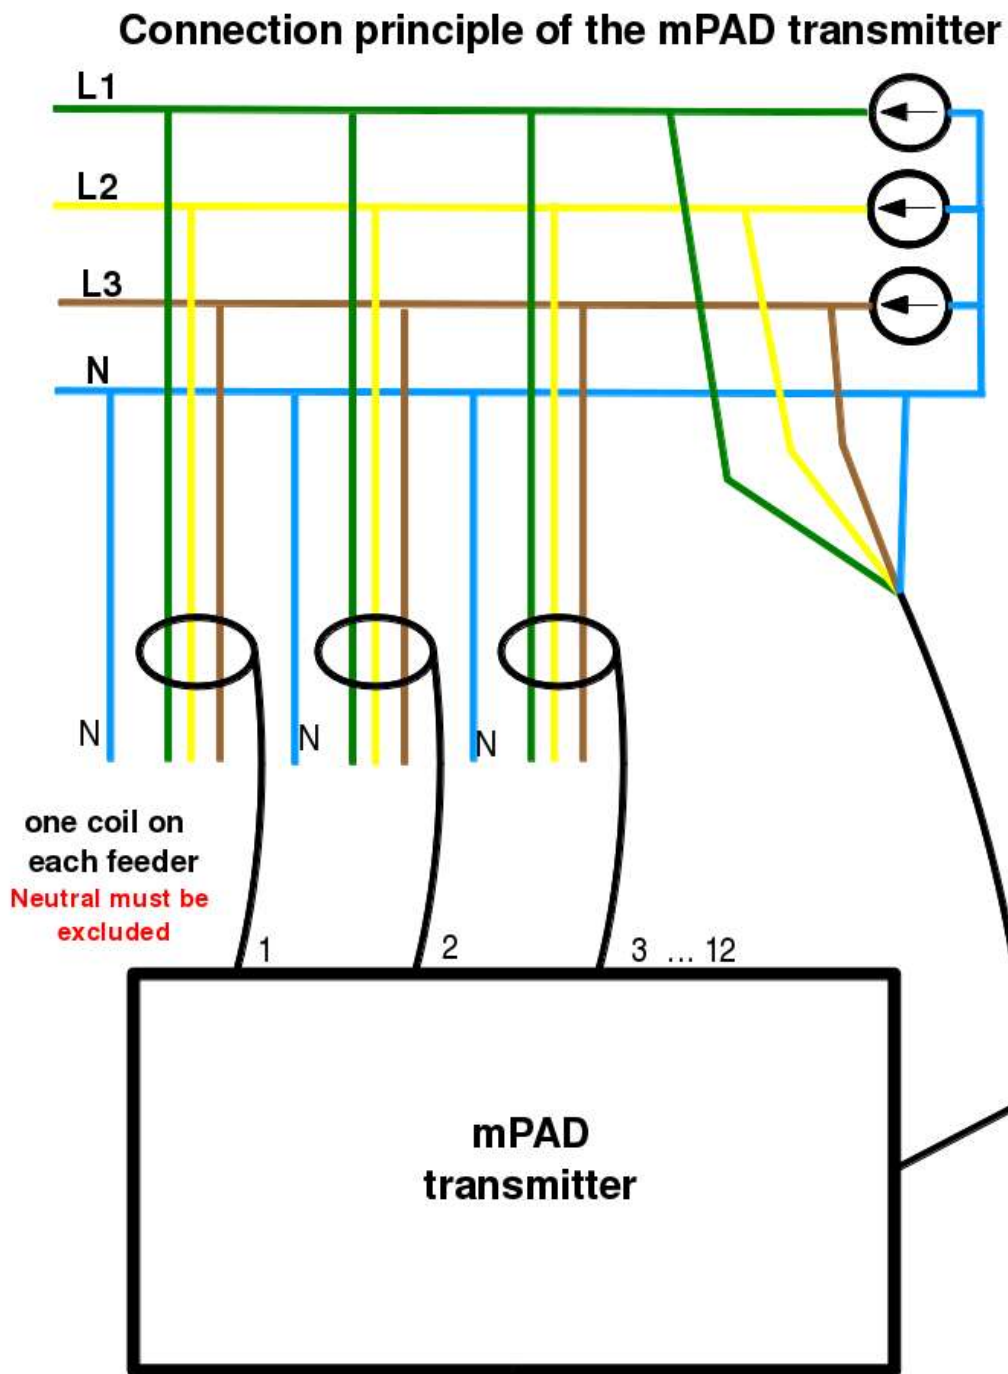 Connection principle of the mPAD transmitter
L1
L2
L3
N
N
N
N
one coil on
each feeder
Neutral must be
excluded
1
2
3 ... 12
mPAD
transmitter